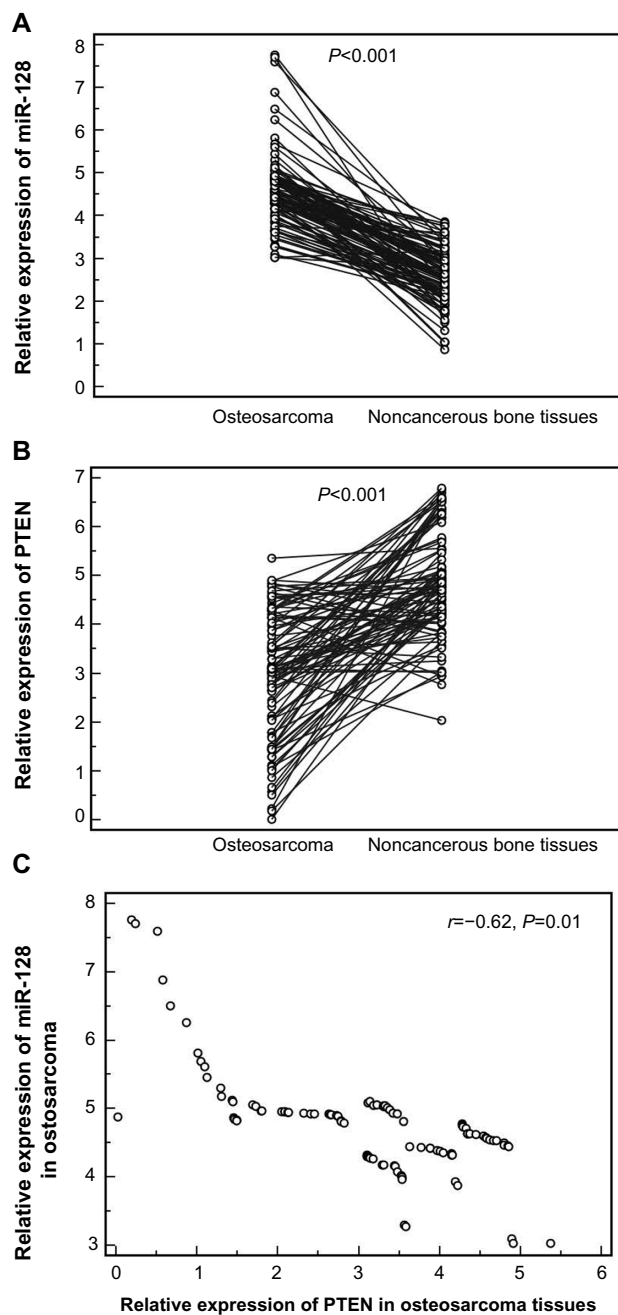 A
Relative expression of miR-128
8
7
6
5
4
3
2
1
0
P<0.001
Osteosarcoma
Noncancerous bone tissues
B
Relative expression of PTEN
7
6
5
4
3
2
1
0
P<0.001
Osteosarcoma
Noncancerous bone tissues
C
Relative expression of miR-128
in ostosarcoma
8
7
6
5
4
3
r=−0.62, P=0.01
0 1 2 3 4 5 6
Relative expression of PTEN in osteosarcoma tissues